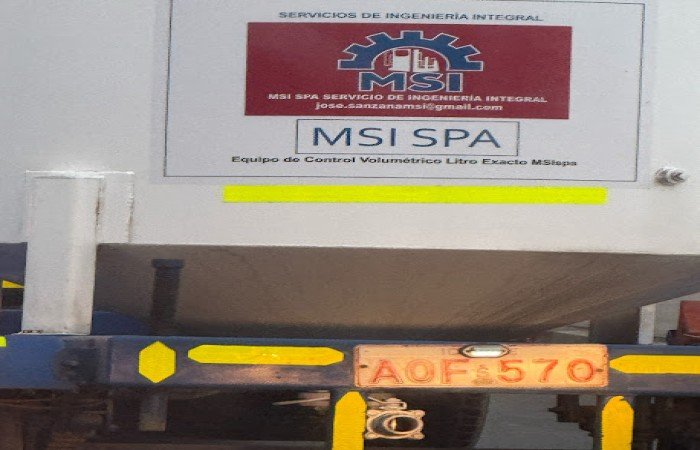 SERVICIOS DE INGENIERÍA INTEGRAL
MSI
MSI SPA SERVICIO DE INGENIERÍA INTEGRAL
jose.sanzanamsi@gmail.com
MSI SPA
Equipo de Control Volumétrico Litro Exacto MSIsps
AOF 570